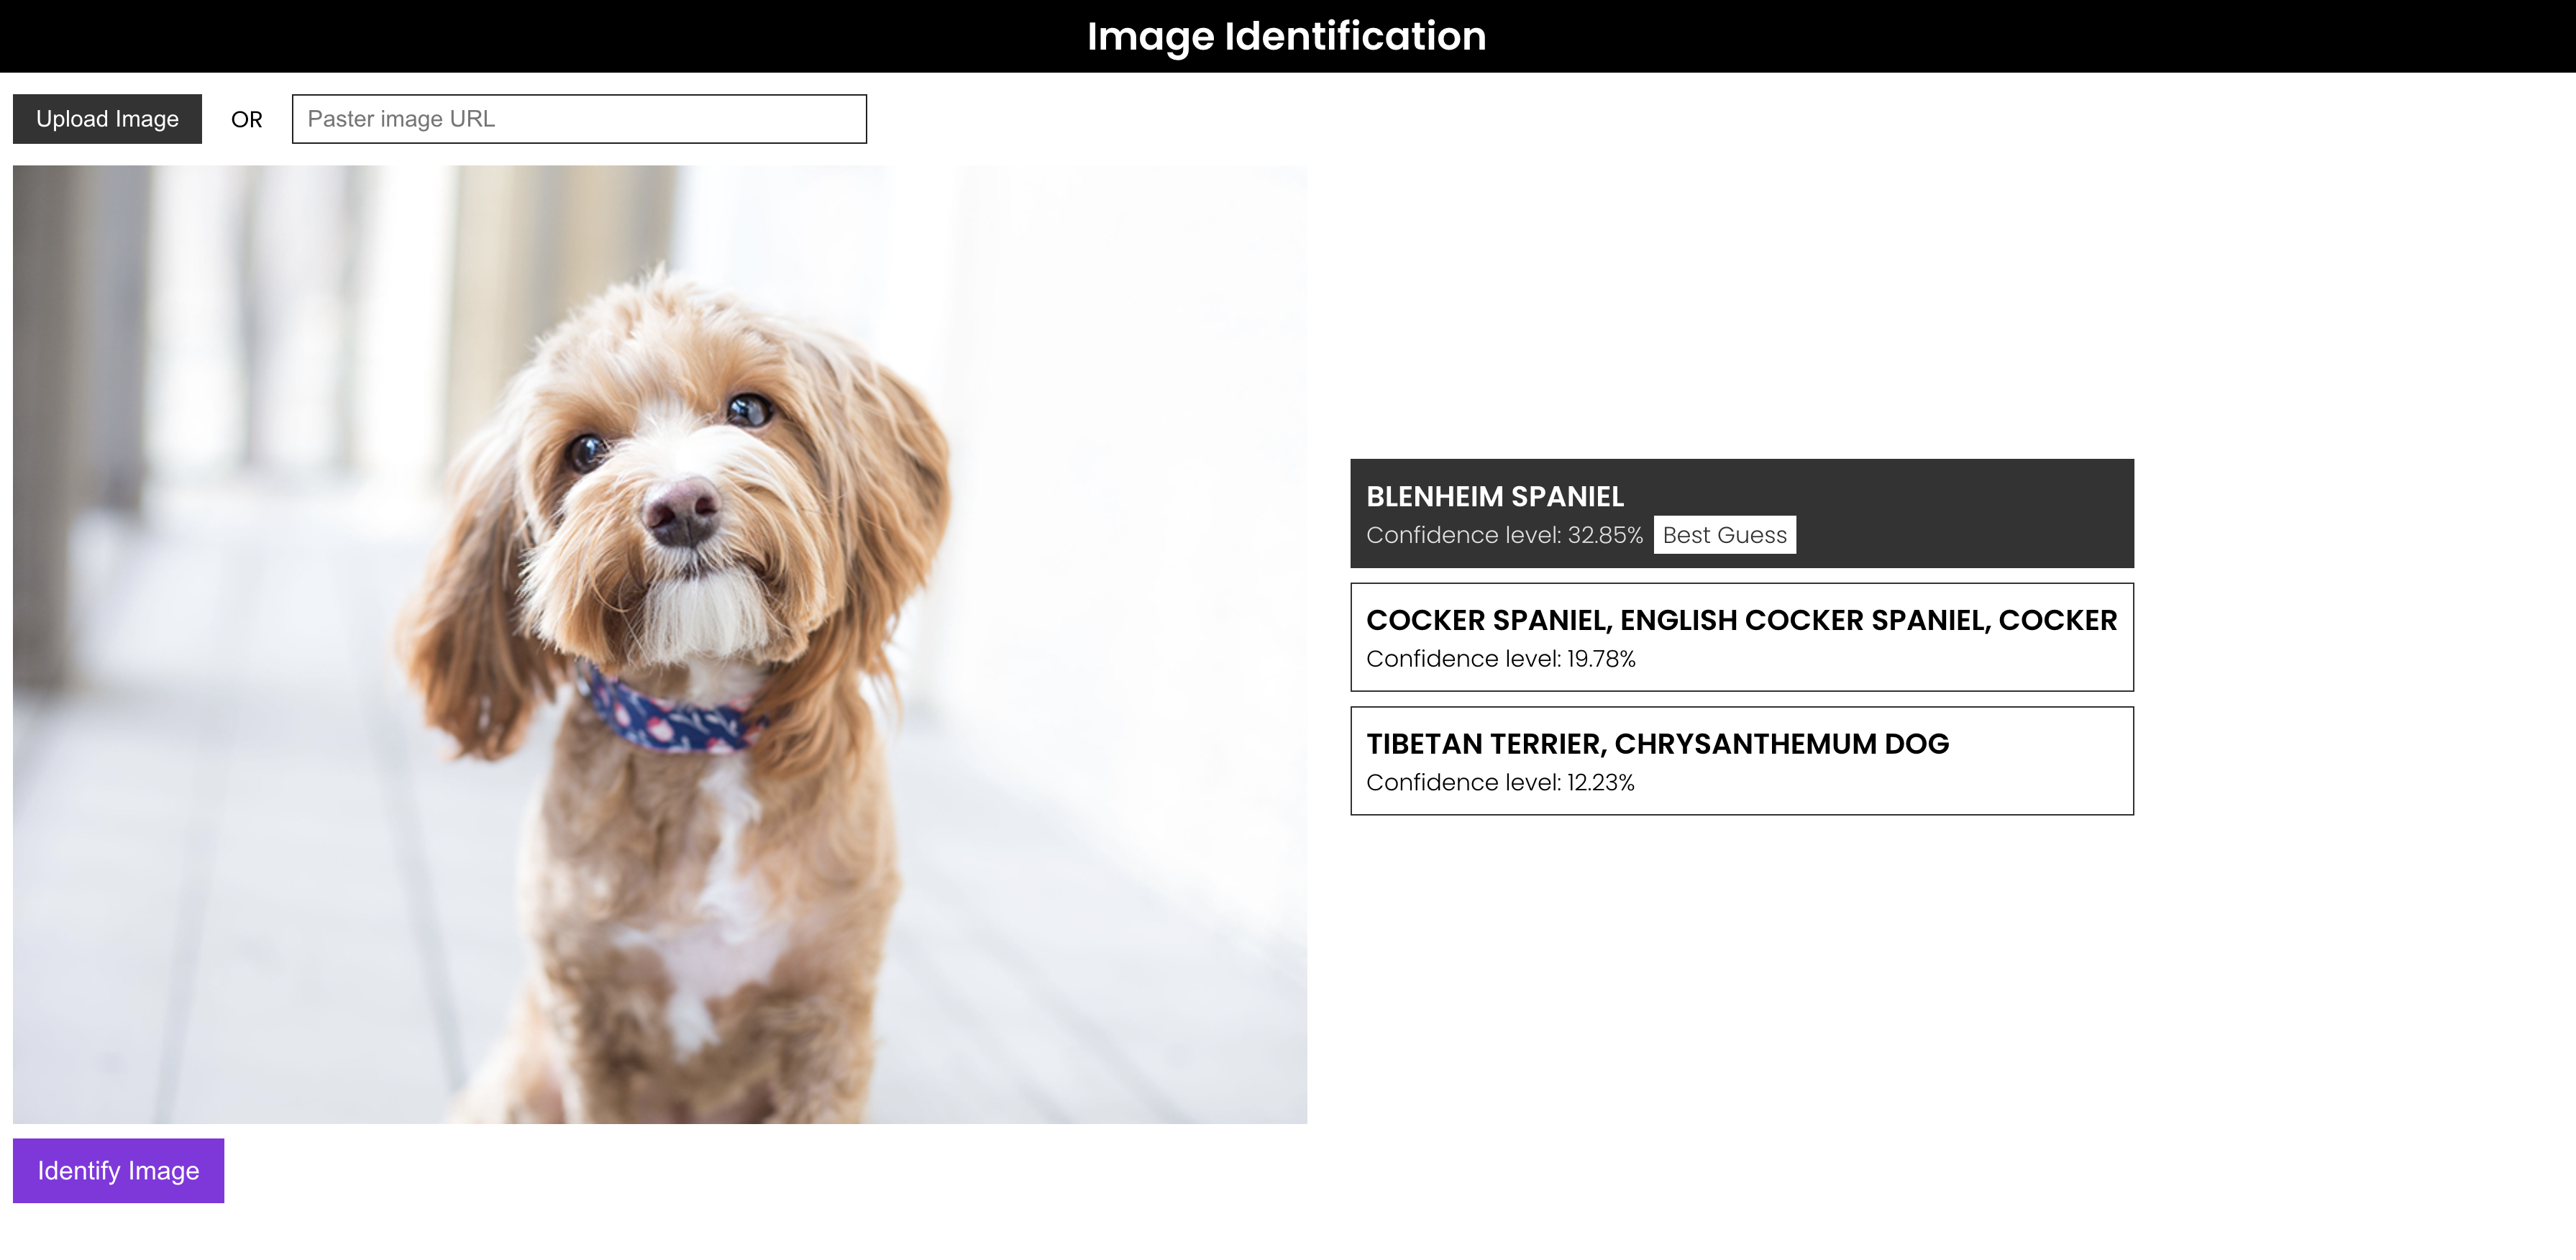 Image Identification
Upload Image OR Paster image URL
BLENHEIM SPANIEL
Confidence level: 32.85% Best Guess
COCKER SPANIEL, ENGLISH COCKER SPANIEL, COCKER
Confidence level: 19.78%
TIBETAN TERRIER, CHRYSANTHEMUM DOG
Confidence level: 12.23%
Identify Image